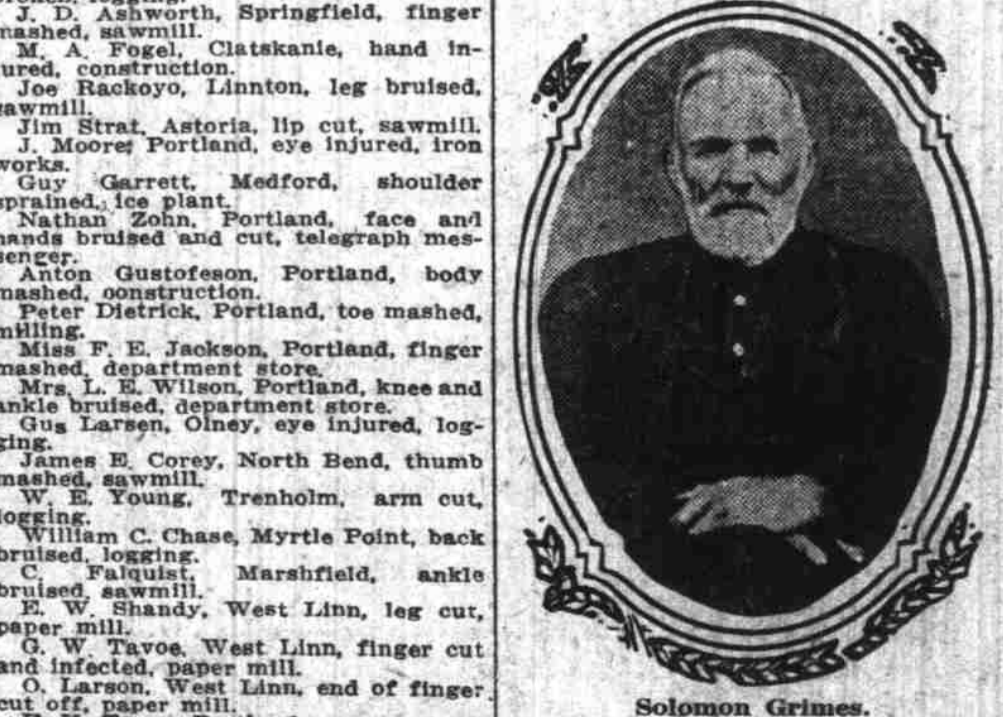 J. D. Ashworth, Springfield, finger
mashed, sawmill.
M. A. Fogel, Clatskanie, hand in-
jured, construction.
Joe Rackoyo, Linnton, leg bruised,
sawmill.
Jim Strat, Astoria, lip cut, sawmill.
J. Moore, Portland, eye injured, iron
works.
Guy Garrett, Medford, shoulder
sprained, ice plant.
Nathan Zohn, Portland, face and
hands bruised and cut, telegraph mes-
senger.
Anton Gustofeson, Portland, body
mashed, oonstruction.
Peter Dietrick, Portland, toe mashed,
milling.
Miss F. E. Jackson, Portland, finger
mashed, department store.
Mrs. L. E. Wilson, Portland, knee and
ankle bruised, department store.
Gus Larsen, Olney, eye injured, log-
ging.
James E. Corey, North Bend, thumb
mashed, sawmill.
W. E. Young, Trenholm, arm cut,
logging.
William C. Chase, Myrtle Point, back
bruised, logging.
C. Falquist, Marshfield, ankle
bruised, sawmill.
E. W. Shandy, West Linn, leg cut,
paper mill.
G. W. Tavoe, West Linn, finger cut
and infected, paper mill.
O. Larson, West Linn, end of finger
cut off, paper mill.
Solomon Grimes.